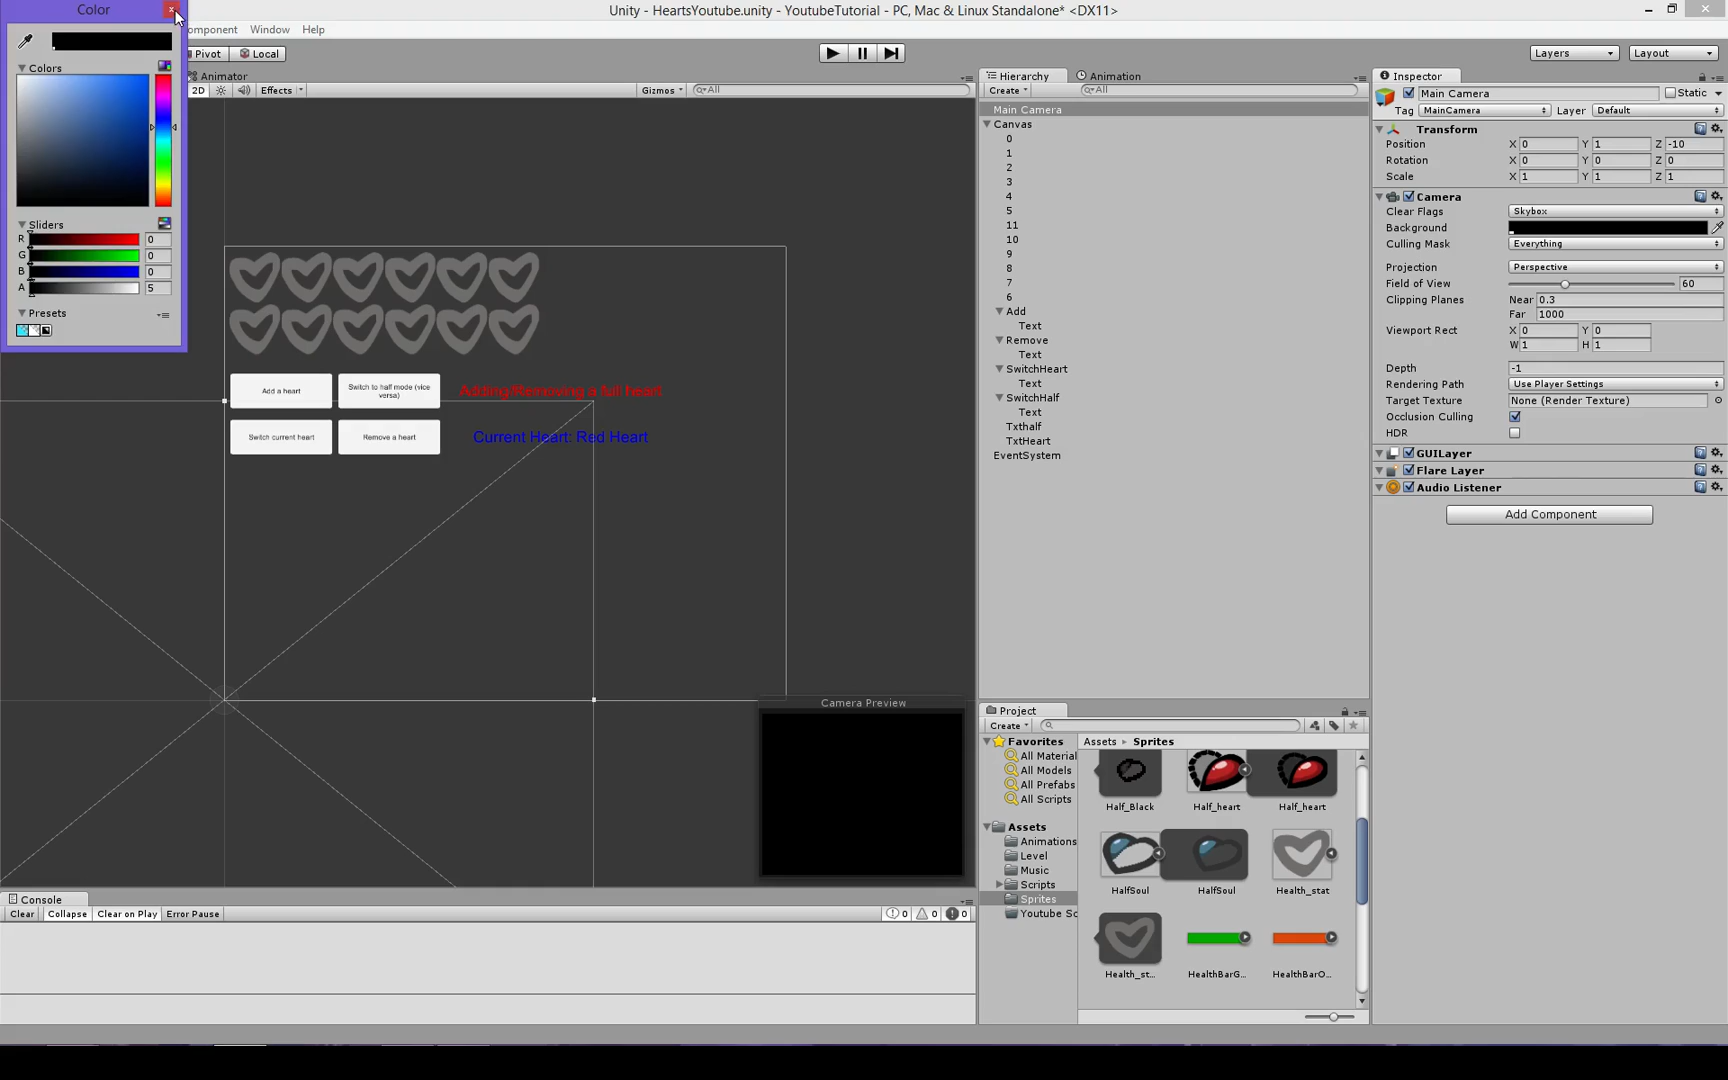 Color
x
Unity - HeartsYoutube.unity - YoutubeTutorial - PC, Mac & Linux Standalone* <DX11>
Window Help
Pivot Local
Layers Layout
Animator
2D Effects Gizmos All
Colors
Sliders
R 0
G 0
B 0
A 5
Presets
Add a heart
Switch to half mode (vice versa)
Adding/Removing a full heart
Switch current heart
Remove a heart
Current Heart: Red Heart
Camera Preview
Console
Clear Collapse Clear on Play Error Pause 0 0 0
Hierarchy Animation
Create All
Main Camera
Canvas
0
1
2
3
4
5
11
10
9
8
7
6
Add
Text
Remove
Text
SwitchHeart
Text
SwitchHalf
Text
Txthalf
TxtHeart
EventSystem
Project
Create
Favorites
All Material
All Models
All Prefabs
All Scripts
Assets
Animations
Level
Music
Scripts
Sprites
Youtube Sc
Assets Sprites
Half_Black Half_heart Half_heart
HalfSoul HalfSoul Health_stat
Health_st... HealthBarG... HealthBarO...
Inspector
Main Camera Static
Tag MainCamera Layer Default
Transform
Position X 0 Y 1 Z -10
Rotation X 0 Y 0 Z 0
Scale X 1 Y 1 Z 1
Camera
Clear Flags Skybox
Background
Culling Mask Everything
Projection Perspective
Field of View 60
Clipping Planes Near 0.3
Far 1000
Viewport Rect X 0 Y 0
W 1 H 1
Depth -1
Rendering Path Use Player Settings
Target Texture None (Render Texture)
Occlusion Culling
HDR
GUILayer
Flare Layer
Audio Listener
Add Component